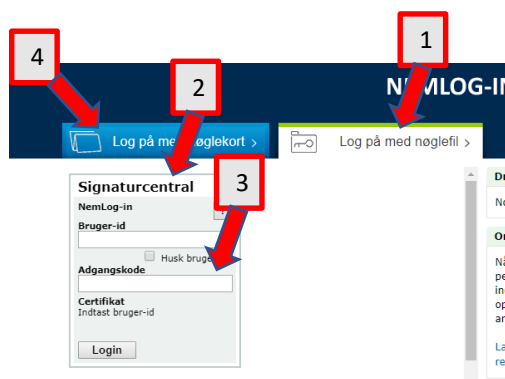 4
2
1
NEMLOG-IN
Log på med nøglekort >
Log på med nøglefil >
Signaturcentral
3
NemLog-in
Bruger-id
Husk bruge
Adgangskode
Certifikat
Indtast bruger-id
Login